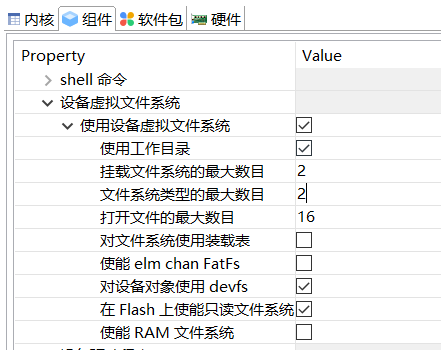 内核 组件 软件包 硬件
Property Value
shell 命令
设备虚拟文件系统
使用设备虚拟文件系统
使用工作目录
挂载文件系统的最大数目 2
文件系统类型的最大数目 2
打开文件的最大数目 16
对文件系统使用装载表
使能 elm chan FatFs
对设备对象使用 devfs
在 Flash 上使能只读文件系统
使能 RAM 文件系统